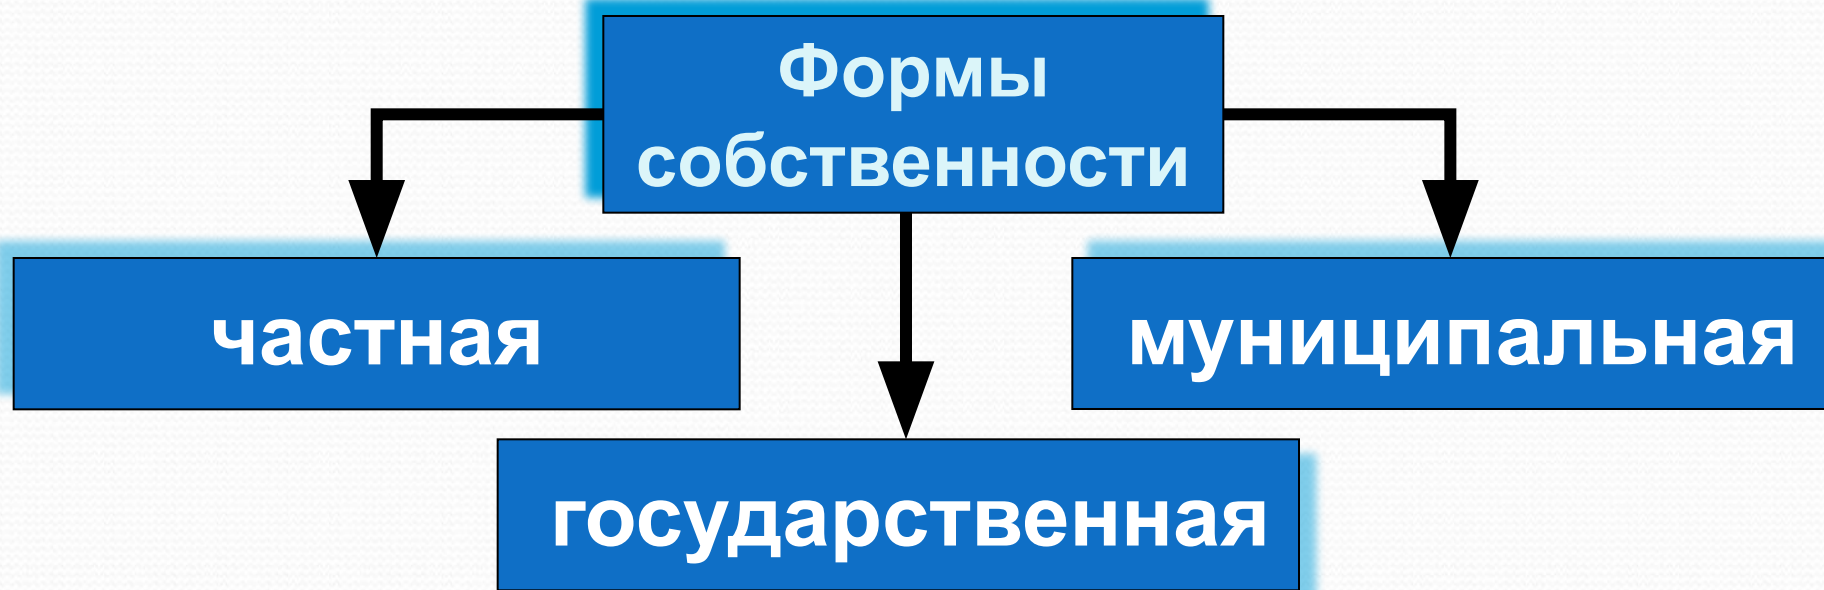 Формы
собственности
частная
муниципальная
государственная